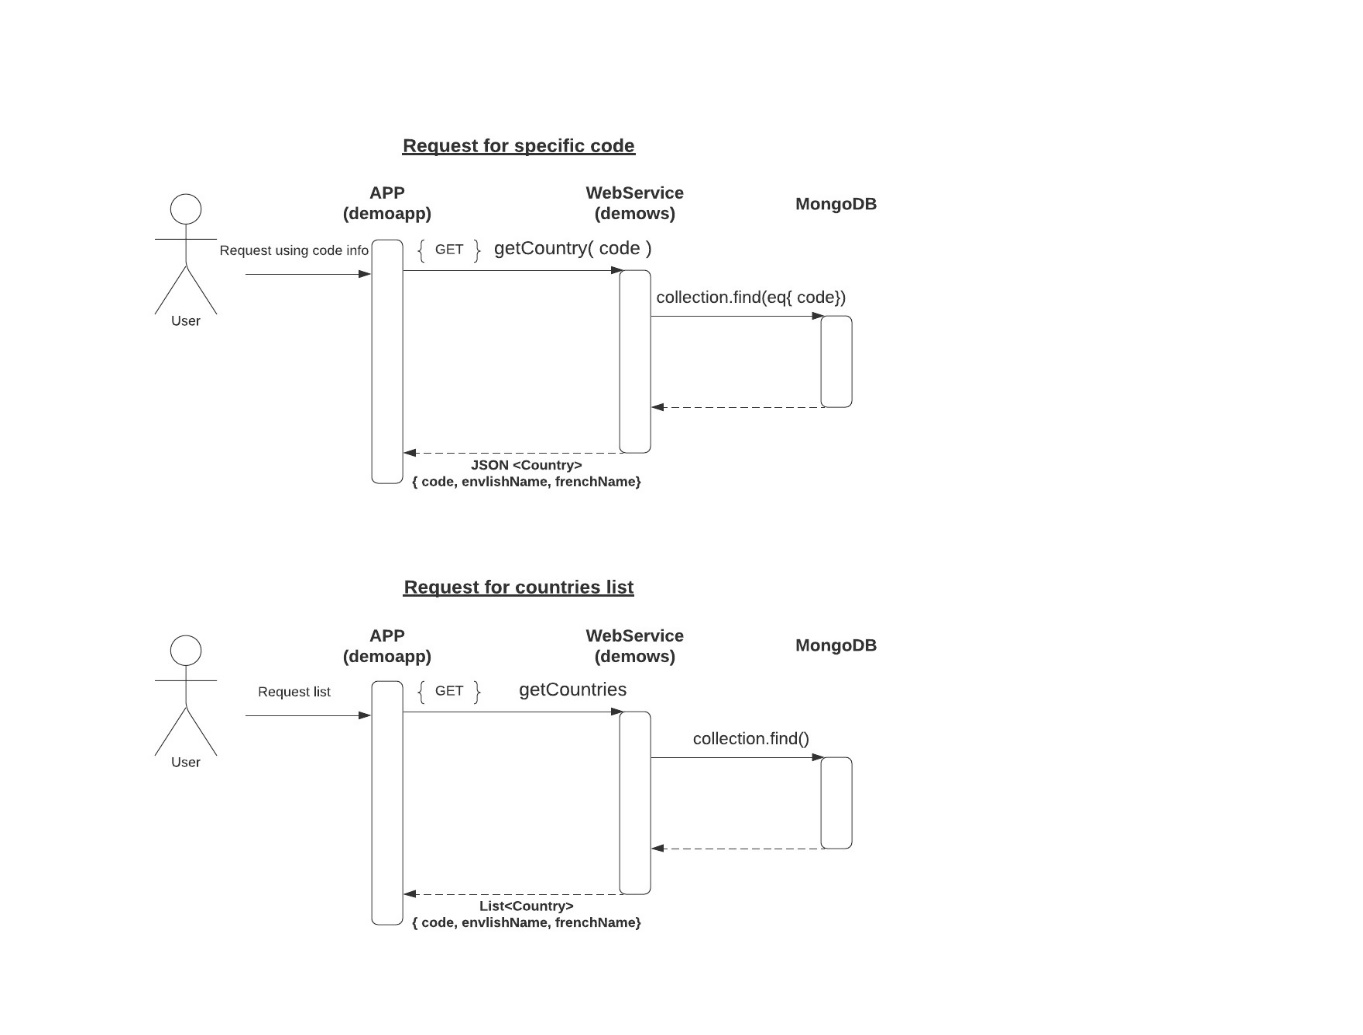 Request for specific code
APP
(demoapp)
WebService
(demows)
MongoDB
Request using code info
{ GET } getCountry( code )
collection.find(eq{ code})
User
JSON <Country>
{ code, envlishName, frenchName}
Request for countries list
APP
(demoapp)
WebService
(demows)
MongoDB
Request list
{ GET } getCountries
collection.find()
User
List<Country>
{ code, envlishName, frenchName}